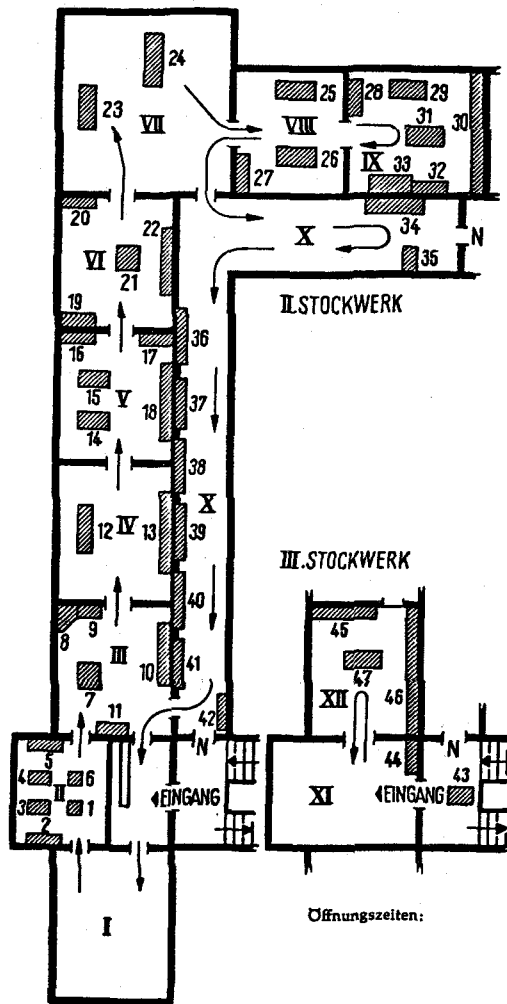 24
23
VII
25
28
29
30
31
VIII
IX
26
27
33
32
34
20
22
X
N
VI
21
35
19
II.STOCKWERK
16
17
36
15
V
18
37
14
38
X
12
IV
13
39
III.STOCKWERK
40
45
8
9
III
10
41
47
7
XII
46
11
42
5
N
44
N
4
6
II
43
3
1
EINGANG
XI
EINGANG
2
I
Öffnungszeiten: